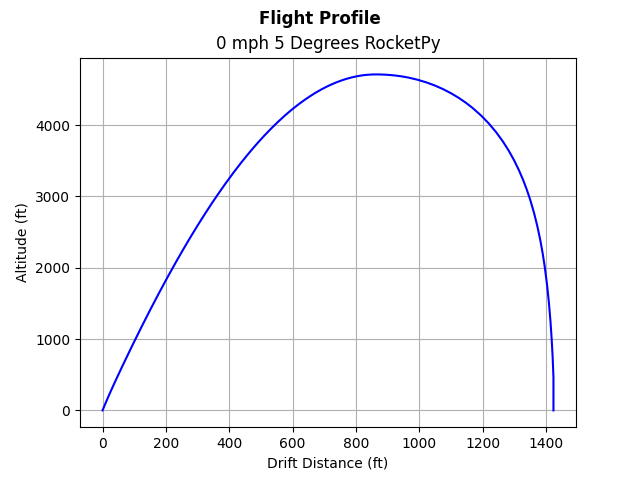 Flight Profile
0 mph 5 Degrees RocketPy
4000
3000
2000
1000
0
Altitude (ft)
0 200 400 600 800 1000 1200 1400
Drift Distance (ft)